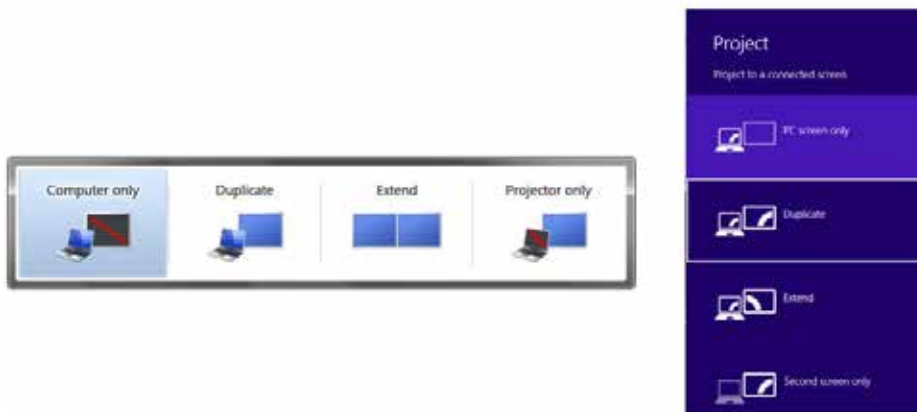 Computer only
Duplicate
Extend
Projector only
Project
Project to a connected screen
PC screen only
Duplicate
Extend
Second screen only